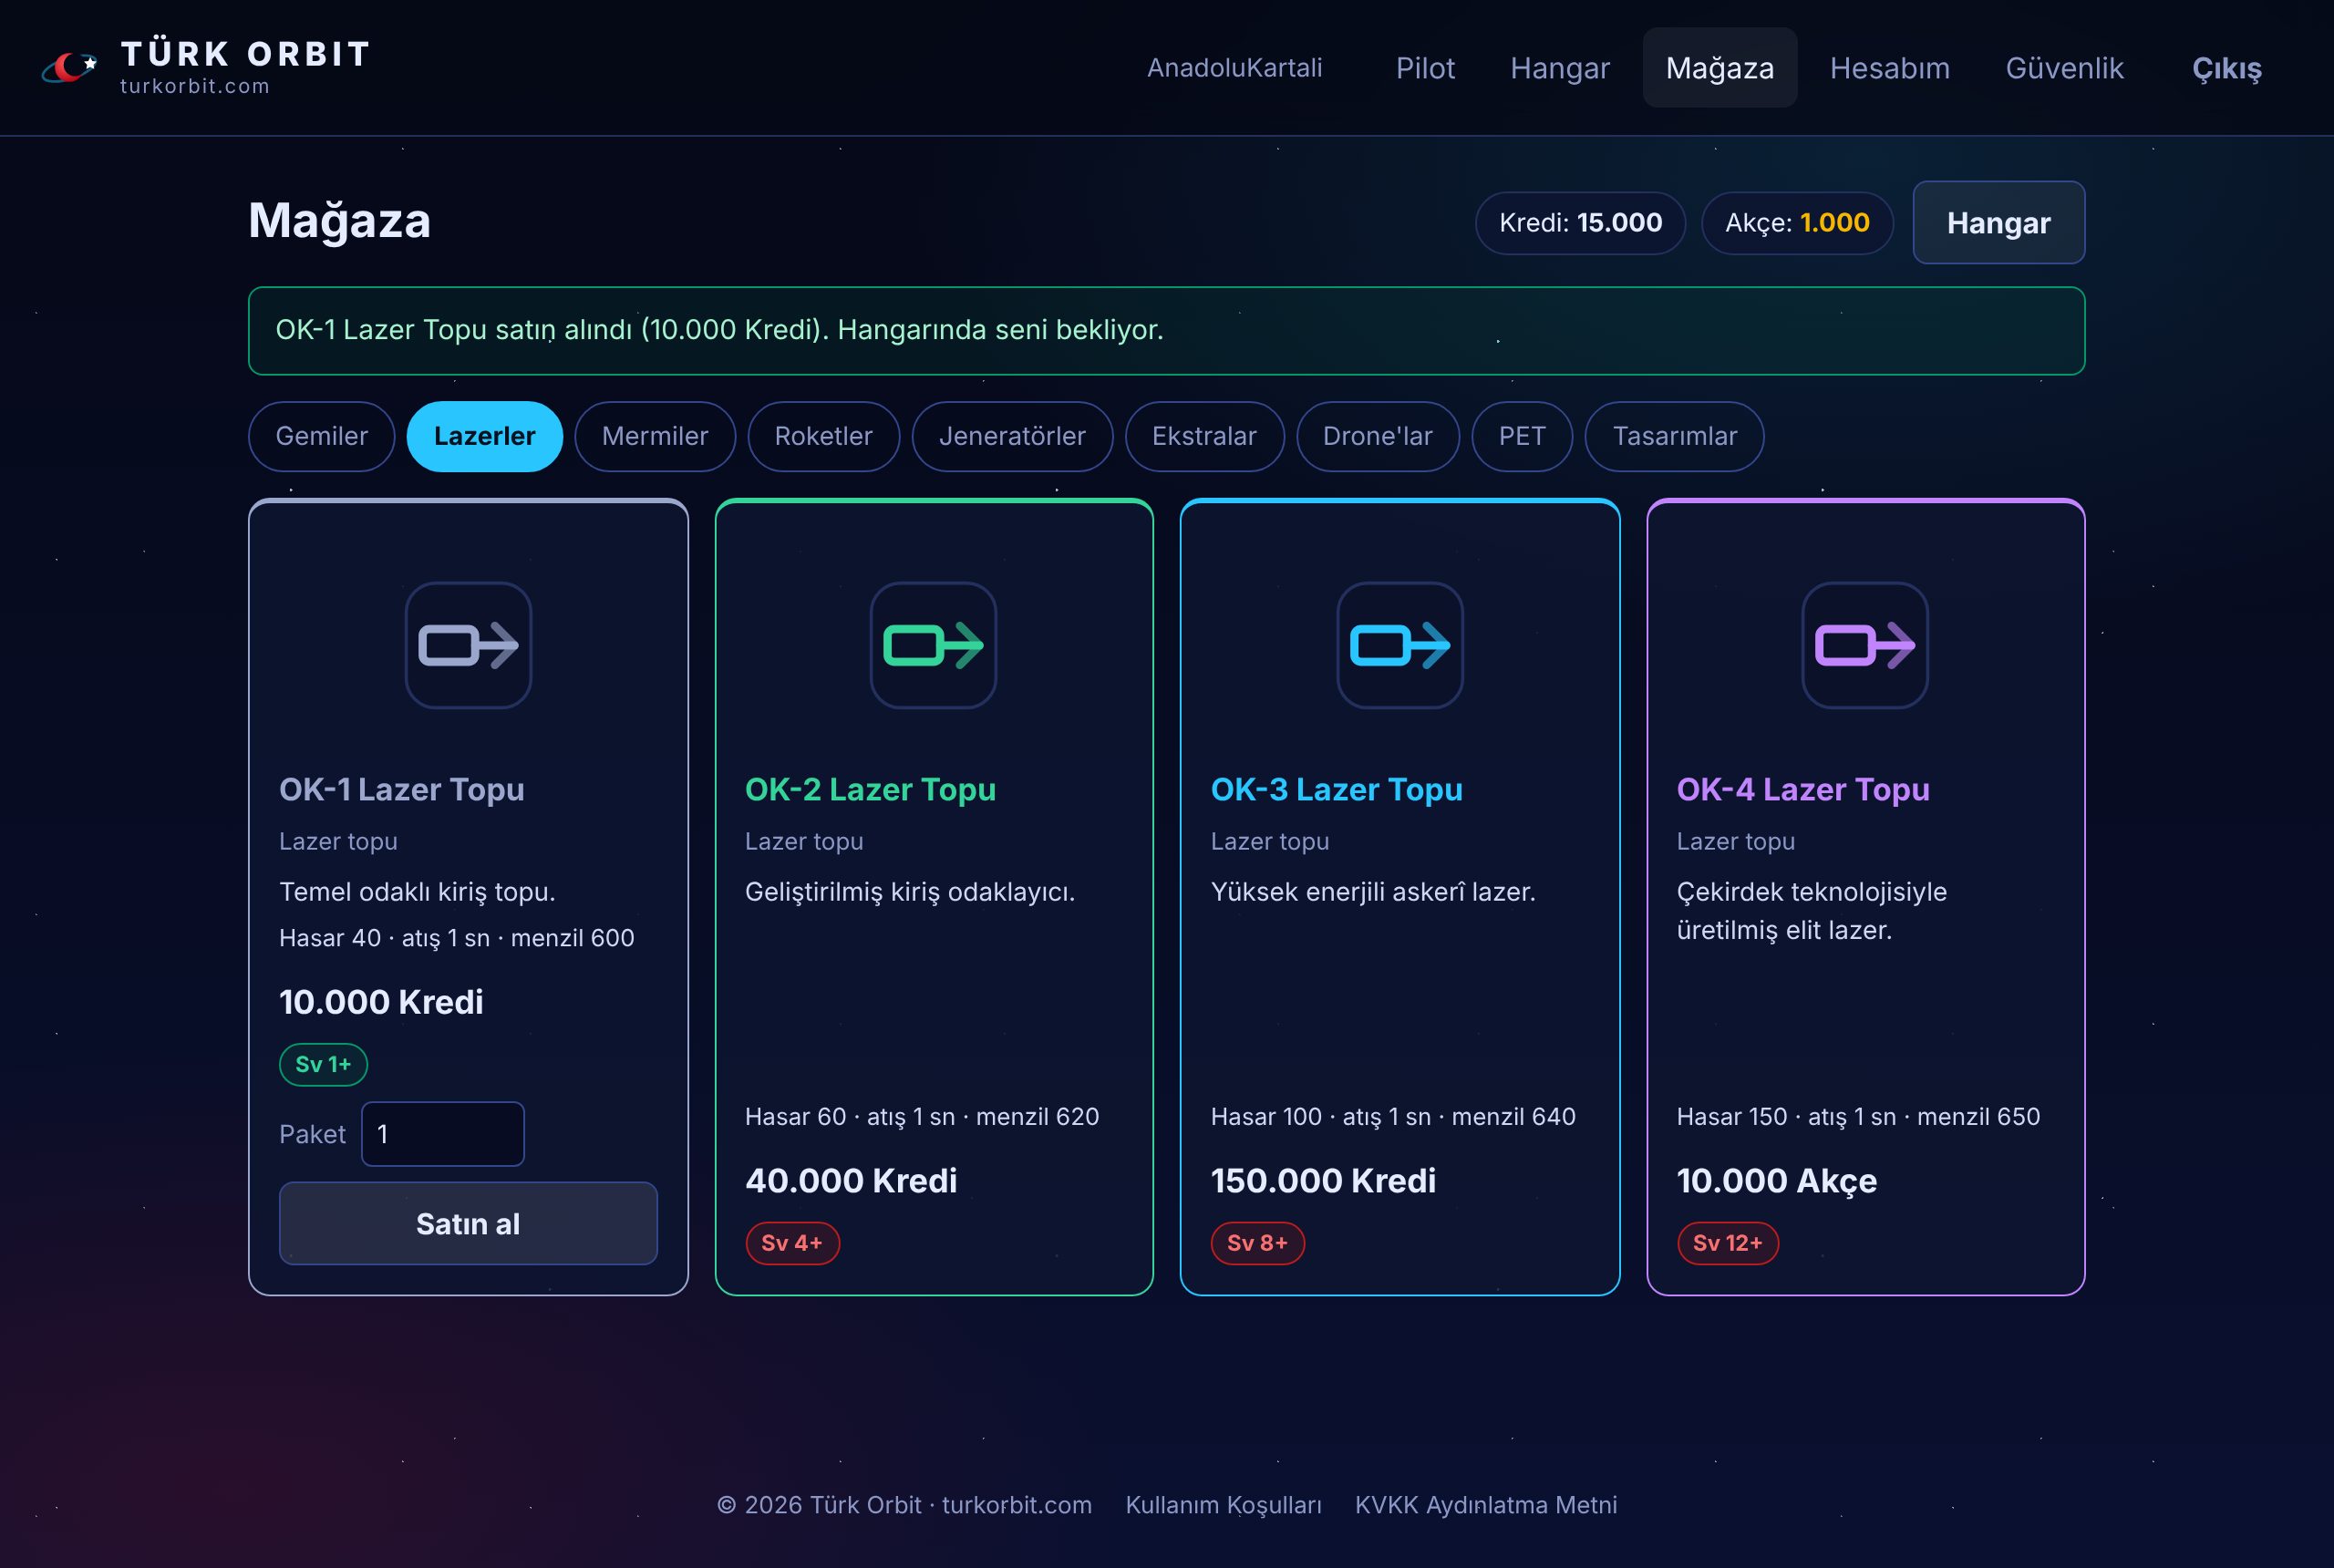 TÜRK ORBIT
turkorbit.com
AnadoluKartali
Pilot
Hangar
Mağaza
Hesabım
Güvenlik
Çıkış
Mağaza
Kredi: 15.000
Akçe: 1.000
Hangar
OK-1 Lazer Topu satın alındı (10.000 Kredi). Hangarında seni bekliyor.
Gemiler
Lazerler
Mermiler
Roketler
Jeneratörler
Ekstralar
Drone'lar
PET
Tasarımlar
OK-1 Lazer Topu
Lazer topu
Temel odaklı kiriş topu.
Hasar 40 · atış 1 sn · menzil 600
10.000 Kredi
Sv 1+
Paket 1
Satın al
OK-2 Lazer Topu
Lazer topu
Geliştirilmiş kiriş odaklayıcı.
Hasar 60 · atış 1 sn · menzil 620
40.000 Kredi
Sv 4+
OK-3 Lazer Topu
Lazer topu
Yüksek enerjili askerî lazer.
Hasar 100 · atış 1 sn · menzil 640
150.000 Kredi
Sv 8+
OK-4 Lazer Topu
Lazer topu
Çekirdek teknolojisiyle
üretilmiş elit lazer.
Hasar 150 · atış 1 sn · menzil 650
10.000 Akçe
Sv 12+
© 2026 Türk Orbit · turkorbit.com
Kullanım Koşulları
KVKK Aydınlatma Metni